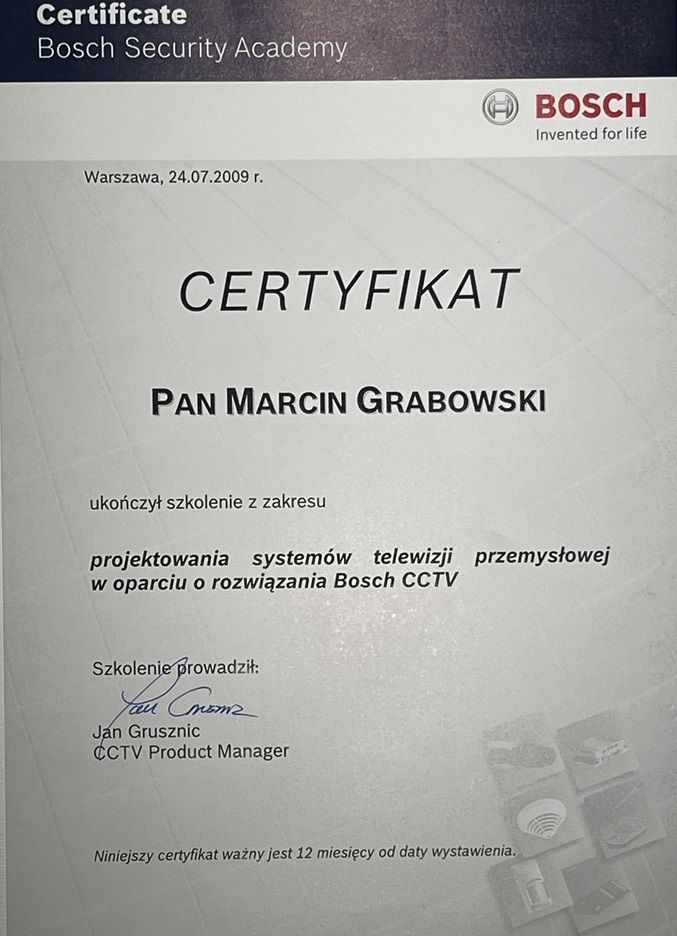 Certificate
Bosch Security Academy
BOSCH
Invented for life
Warszawa, 24.07.2009 r.
CERTYFIKAT
PAN MARCIN GRABOWSKI
ukończył szkolenie z zakresu
projektowania systemów telewizji przemysłowej
w oparciu o rozwiązania Bosch CCTV
Szkolenie prowadził:
Jan Grusznic
CCTV Product Manager
Niniejszy certyfikat ważny jest 12 miesięcy od daty wystawienia.